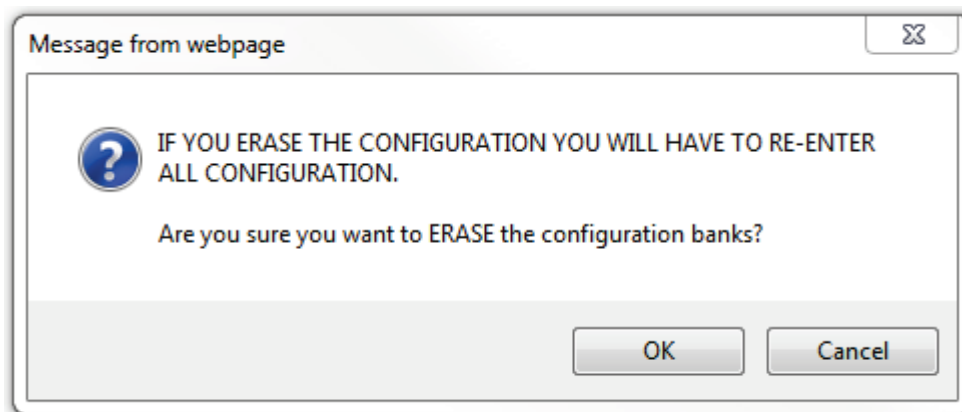 Message from webpage
IF YOU ERASE THE CONFIGURATION YOU WILL HAVE TO RE-ENTER
ALL CONFIGURATION.
Are you sure you want to ERASE the configuration banks?
OK
Cancel